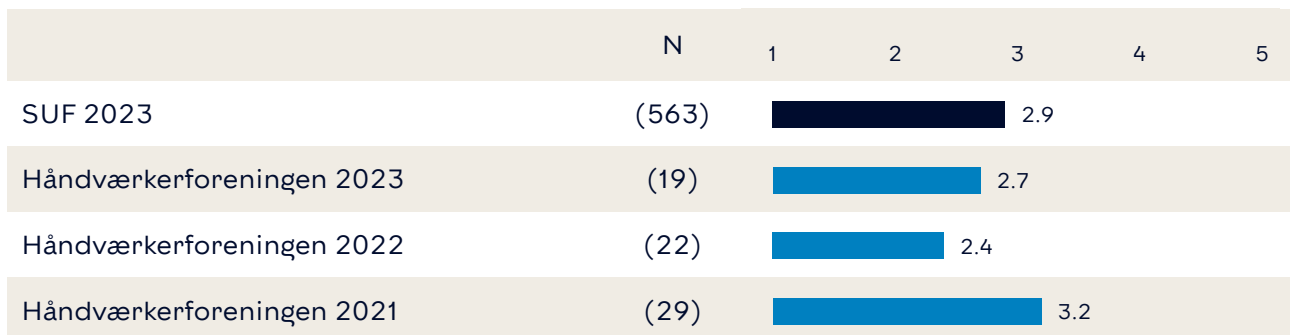 N 1 2 3 4 5
SUF 2023 (563) 2.9
Håndværkerforeningen 2023 (19) 2.7
Håndværkerforeningen 2022 (22) 2.4
Håndværkerforeningen 2021 (29) 3.2